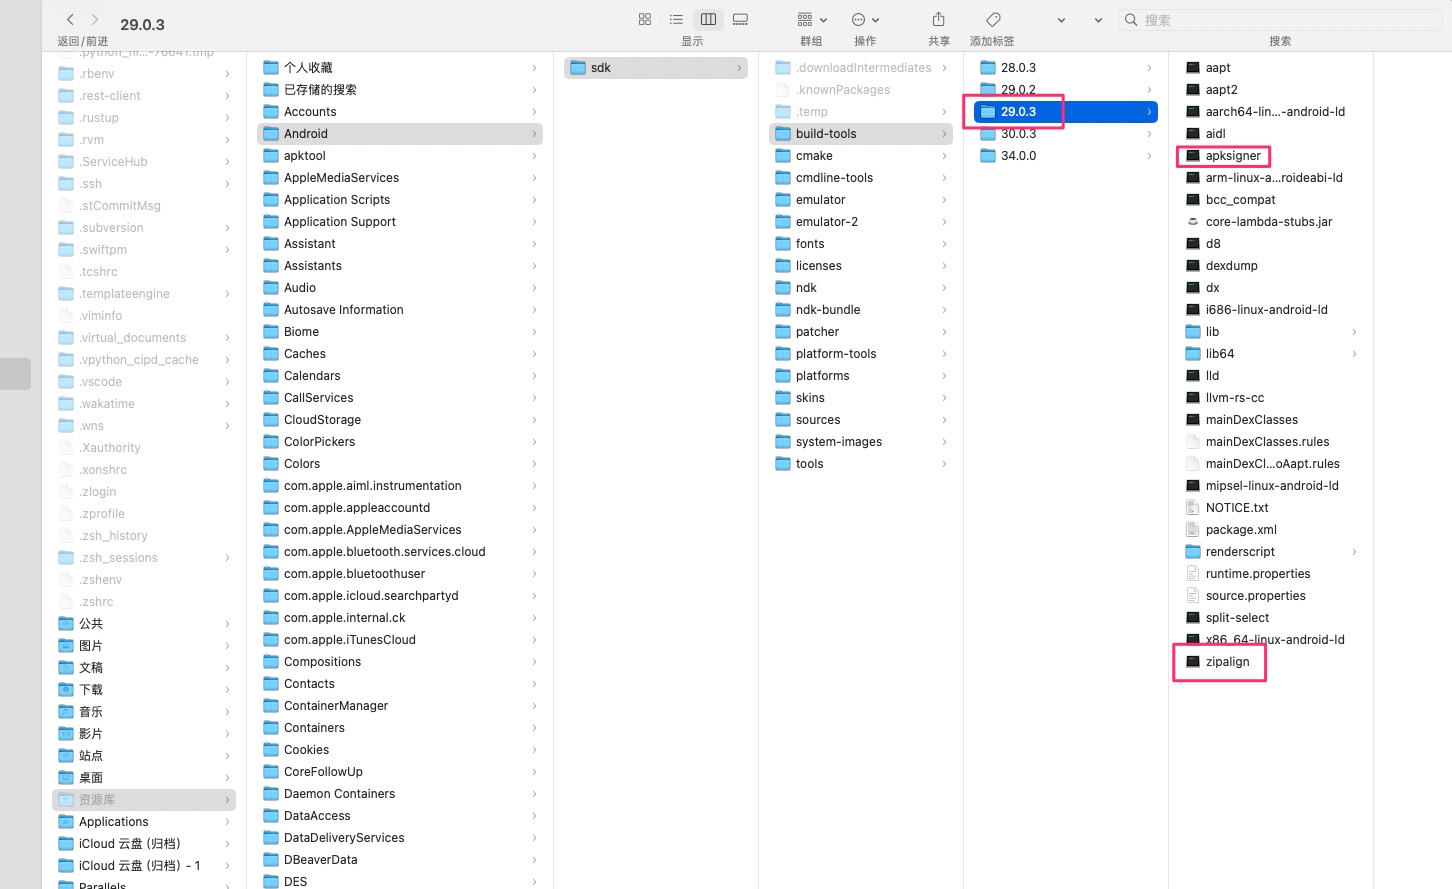 29.0.3
搜索
返回/前进
显示
群组
操作
共享
添加标签
搜索
.rbenv
.rest-client
.rustup
.rvm
.ServiceHub
.ssh
.stCommitMsg
.subversion
.swiftpm
.tcshrc
.templateengine
.viminfo
.virtual_documents
.vpython_cipd_cache
.vscode
.wakatime
.wns
.Xauthority
.xonshrc
.zlogin
.zprofile
.zsh_history
.zsh_sessions
.zshenv
.zshrc
公共
图片
文稿
下载
音乐
影片
站点
桌面
资源库
Applications
iCloud 云盘 (归档)
iCloud 云盘 (归档) - 1
Parallels
个人收藏
已存储的搜索
Accounts
Android
apktool
AppleMediaServices
Application Scripts
Application Support
Assistant
Assistants
Audio
Autosave Information
Biome
Caches
Calendars
CallServices
CloudStorage
ColorPickers
Colors
com.apple.aiml.instrumentation
com.apple.appleaccountd
com.apple.AppleMediaServices
com.apple.bluetooth.services.cloud
com.apple.bluetoothuser
com.apple.icloud.searchpartyd
com.apple.internal.ck
com.apple.iTunesCloud
Compositions
Contacts
ContainerManager
Containers
Cookies
CoreFollowUp
Daemon Containers
DataAccess
DataDeliveryServices
DBeaverData
DES
sdk
.downloadIntermediates
.knownPackages
.temp
build-tools
cmake
cmdline-tools
emulator
emulator-2
fonts
licenses
ndk
ndk-bundle
patcher
platform-tools
platforms
skins
sources
system-images
tools
28.0.3
29.0.2
29.0.3
30.0.3
34.0.0
aapt
aapt2
aarch64-lin...-android-ld
aidl
apksigner
arm-linux-a...roideabi-ld
bcc_compat
core-lambda-stubs.jar
d8
dexdump
dx
i686-linux-android-ld
lib
lib64
lld
llvm-rs-cc
mainDexClasses
mainDexClasses.rules
mainDexCl...oAapt.rules
mipsel-linux-android-ld
NOTICE.txt
package.xml
renderscript
runtime.properties
source.properties
split-select
x86_64-linux-android-ld
zipalign